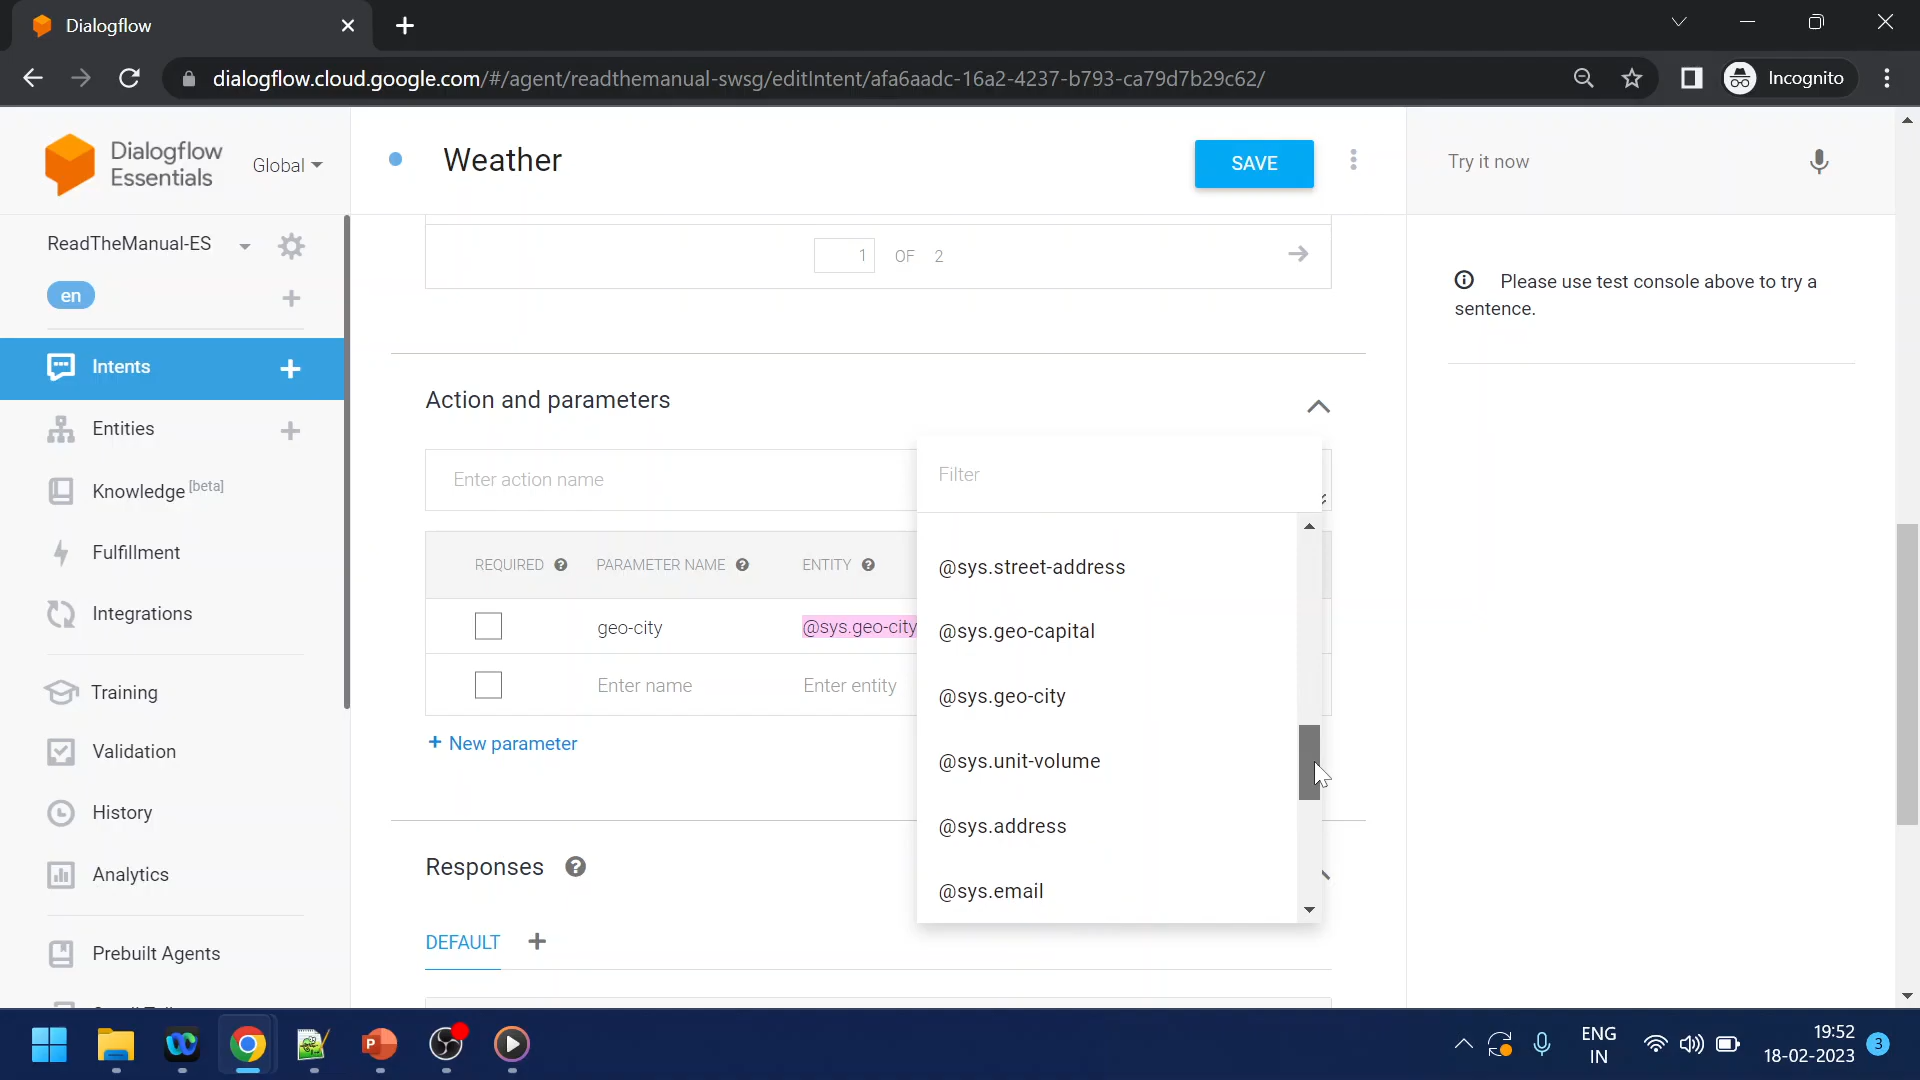 Dialogflow
dialogflow.cloud.google.com/#/agent/readthemanual-swsg/editIntent/afa6aadc-16a2-4237-b793-ca79d7b29c62/
Incognito
Dialogflow
Essentials
Global
Weather
SAVE
Try it now
ReadTheManual-ES
en
1 OF 2
Please use test console above to try a
sentence.
Intents
Entities
Knowledge [beta]
Fulfillment
Integrations
Training
Validation
History
Analytics
Prebuilt Agents
Action and parameters
Enter action name
REQUIRED PARAMETER NAME ENTITY
geo-city @sys.geo-city
Enter name Enter entity
+ New parameter
Filter
@sys.street-address
@sys.geo-capital
@sys.geo-city
@sys.unit-volume
@sys.address
@sys.email
Responses
DEFAULT
ENG
IN
19:52
18-02-2023
3